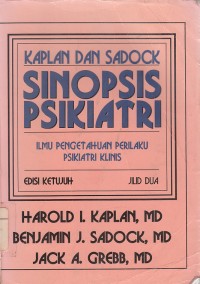 KAPLAN DAN SADOCK
SINOPSIS
PSIKIATRI
ILMU PENGETAHUAN PERILAKU
PSIKIATRI KLINIS
EDISI KETUJUH JILID DUA
HAROLD I. KAPLAN, MD
BENJAMIN J. SADOCK, MD
JACK A. GREBB, MD